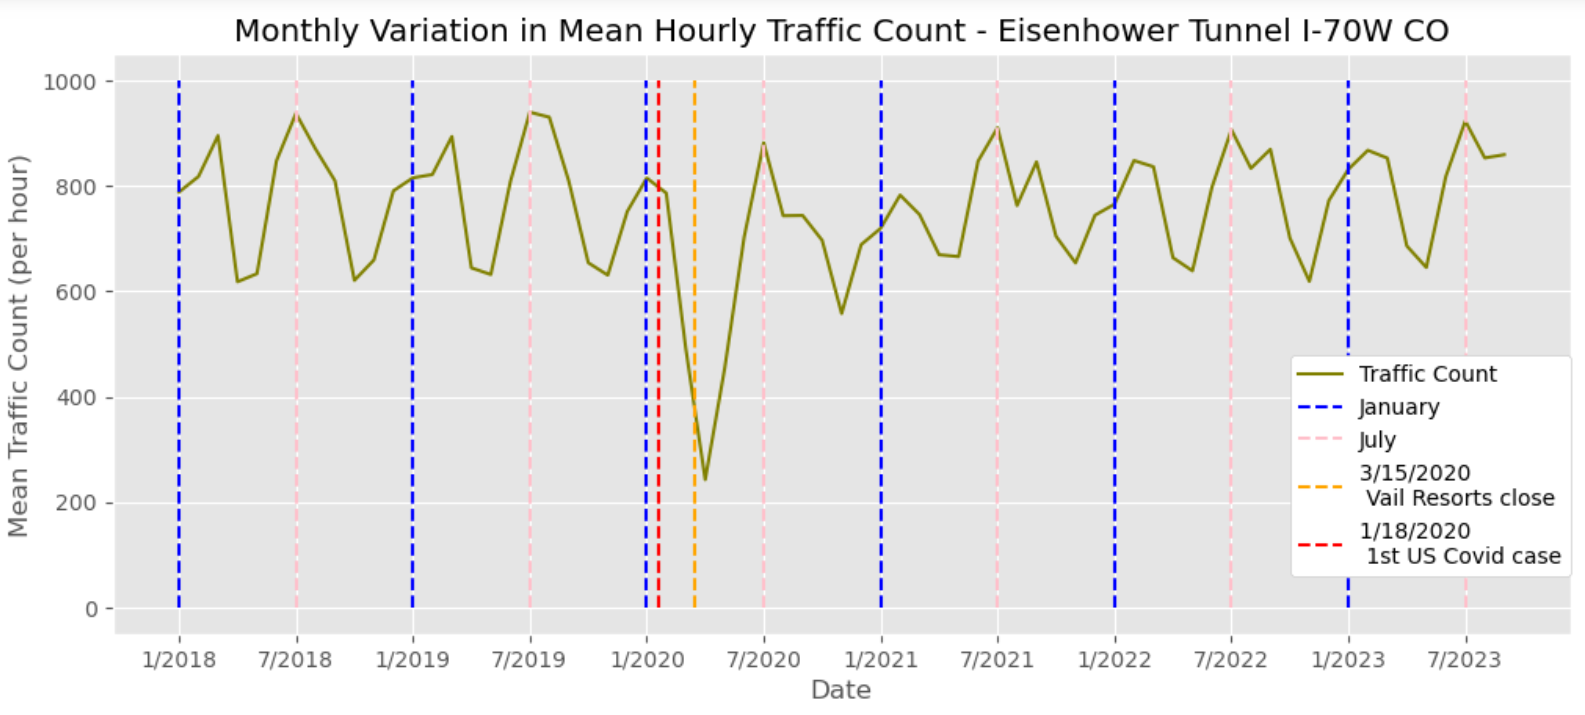 Monthly Variation in Mean Hourly Traffic Count - Eisenhower Tunnel I-70W CO
Mean Traffic Count (per hour)
1000
800
600
400
200
0
Traffic Count
January
July
3/15/2020
Vail Resorts close
1/18/2020
1st US Covid case
1/2018
7/2018
1/2019
7/2019
1/2020
7/2020
1/2021
7/2021
1/2022
7/2022
1/2023
7/2023
Date